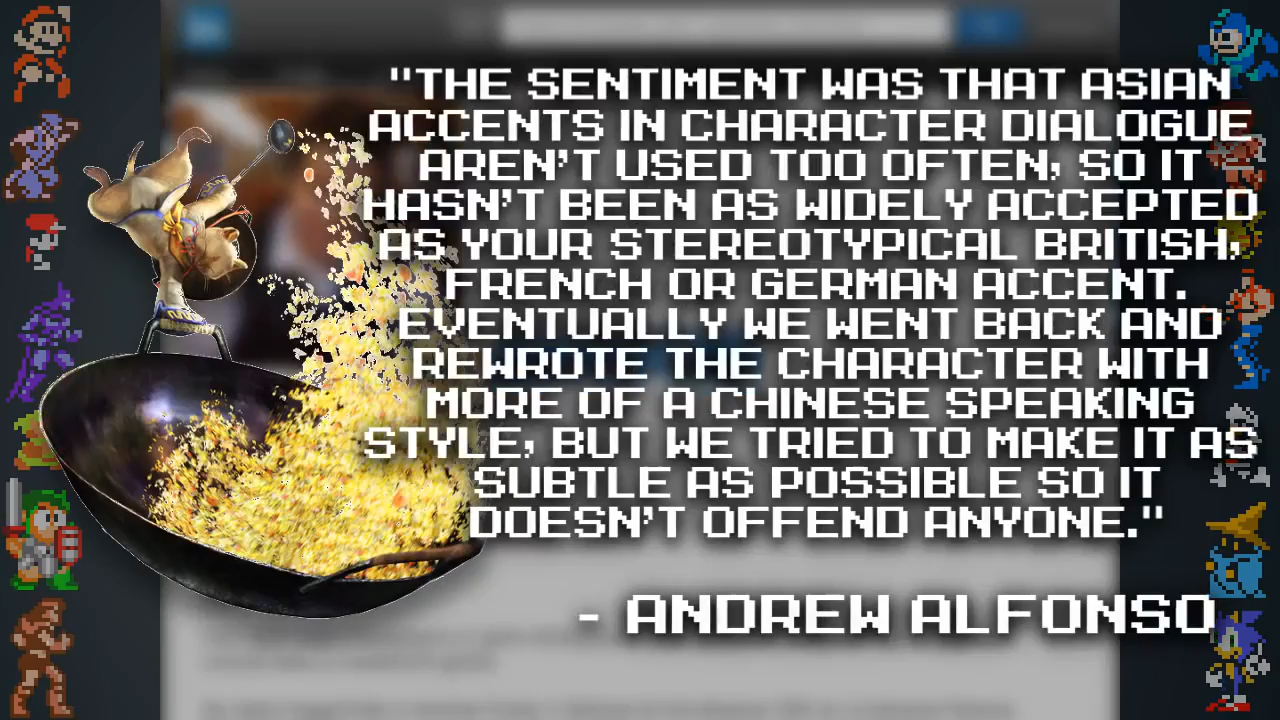 "THE SENTIMENT WAS THAT ASIAN
ACCENTS IN CHARACTER DIALOGUE
AREN'T USED TOO OFTEN, SO IT
HASN'T BEEN AS WIDELY ACCEPTED
AS YOUR STEREOTYPICAL BRITISH,
FRENCH OR GERMAN ACCENT.
EVENTUALLY WE WENT BACK AND
REWROTE THE CHARACTER WITH
MORE OF A CHINESE SPEAKING
STYLE, BUT WE TRIED TO MAKE IT AS
SUBTLE AS POSSIBLE SO IT
DOESN'T OFFEND ANYONE."
- ANDREW ALFONSO